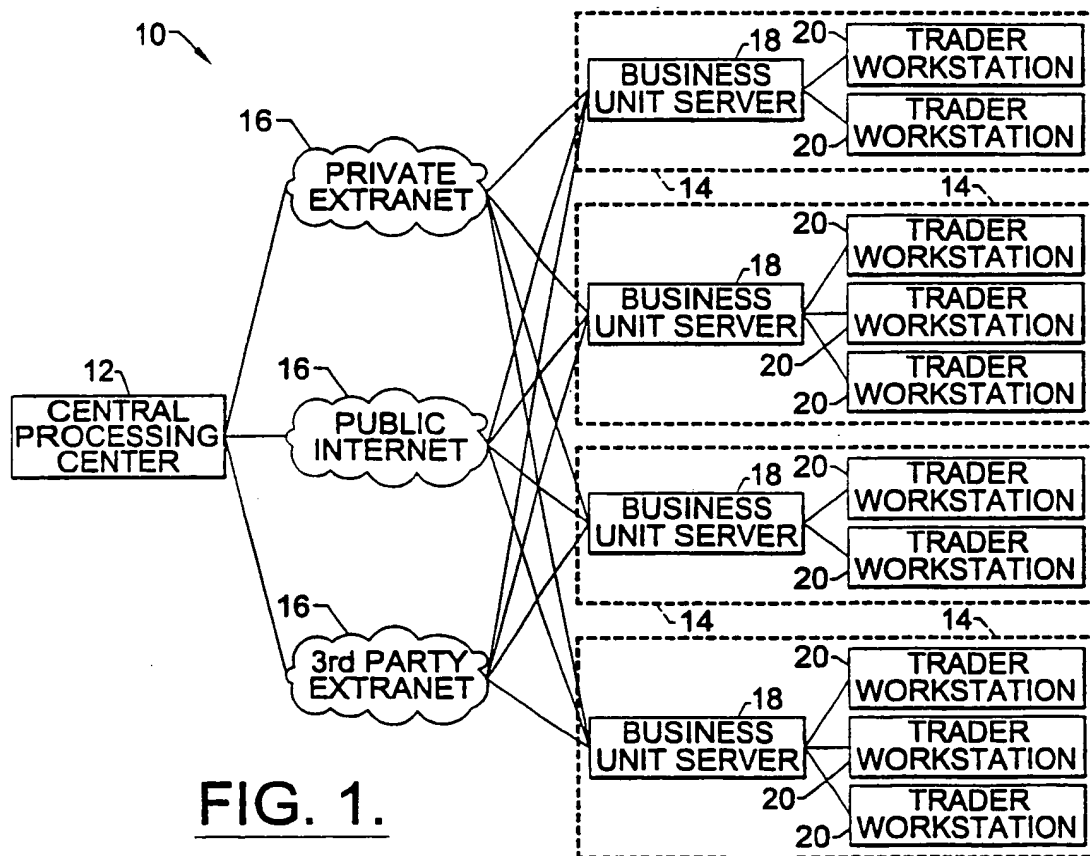 10
16
PRIVATE
EXTRANET
12
CENTRAL
PROCESSING
CENTER
16
PUBLIC
INTERNET
16
3rd PARTY
EXTRANET
18
BUSINESS
UNIT SERVER
20
TRADER
WORKSTATION
TRADER
WORKSTATION
20
14
14
18
BUSINESS
UNIT SERVER
20
TRADER
WORKSTATION
TRADER
WORKSTATION
20
TRADER
WORKSTATION
20
18
BUSINESS
UNIT SERVER
20
TRADER
WORKSTATION
TRADER
WORKSTATION
20
14
14
18
BUSINESS
UNIT SERVER
20
TRADER
WORKSTATION
TRADER
WORKSTATION
20
TRADER
WORKSTATION
20
FIG. 1.